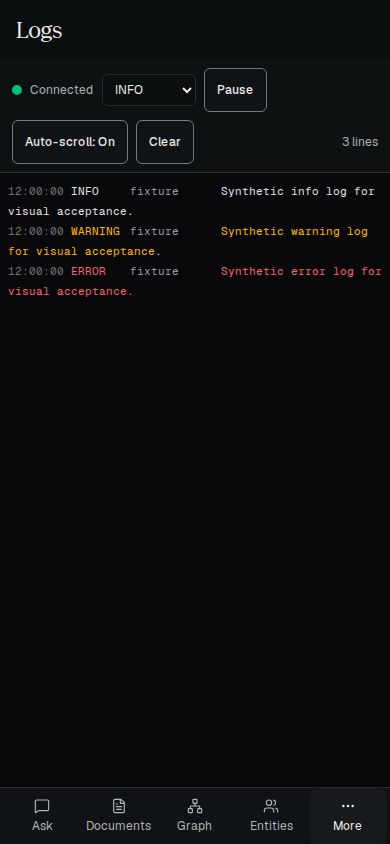 Logs
Connected INFO Pause
Auto-scroll: On Clear 3 lines
12:00:00 INFO fixture Synthetic info log for
visual acceptance.
12:00:00 WARNING fixture Synthetic warning log
for visual acceptance.
12:00:00 ERROR fixture Synthetic error log for
visual acceptance.
Ask Documents Graph Entities More